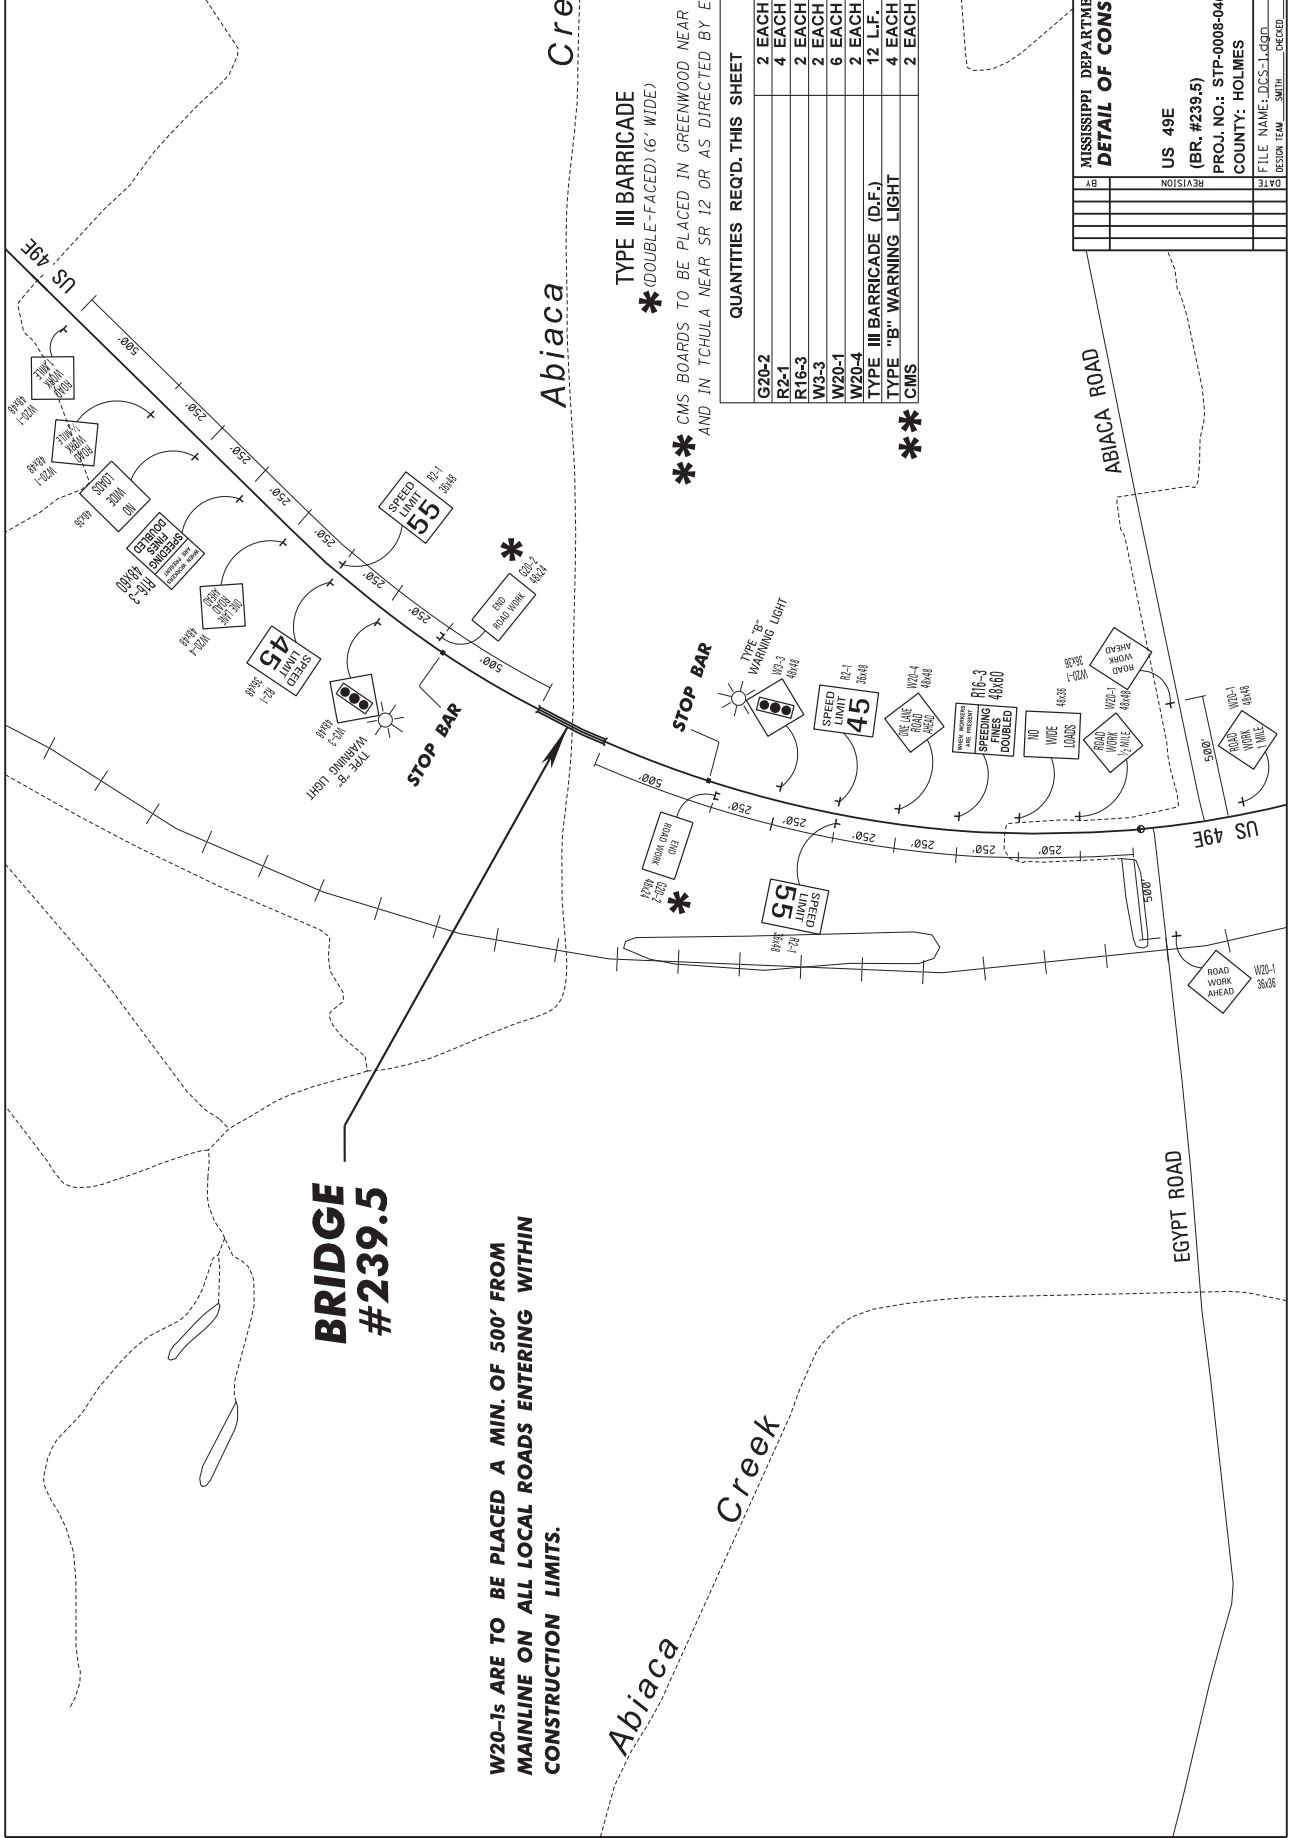 US 49E
500'
250'
250'
250'
250'
250'
250'
250'
500'
ROAD
WORK
1 MILE
W20-1
48x48
ROAD
WORK
½ MILE
W20-1
48x48
NO
WIDE
LOADS
48x36
WHEN WORKERS
ARE PRESENT
SPEEDING
FINES
DOUBLED
R16-3
48x60
ONE LANE
ROAD
AHEAD
W20-4
48x48
SPEED
LIMIT
45
R2-1
36x48
W3-3
48x48
TYPE "B"
WARNING LIGHT
STOP BAR
SPEED
LIMIT
55
R2-1
36x48
END
ROAD WORK
G20-2
48x24
*
BRIDGE
#239.5
W20-1s ARE TO BE PLACED A MIN. OF 500' FROM
MAINLINE ON ALL LOCAL ROADS ENTERING WITHIN
CONSTRUCTION LIMITS.
Abiaca
Cre
Abiaca
Creek
STOP BAR
TYPE "B"
WARNING LIGHT
W3-3
48x48
SPEED
LIMIT
45
R2-1
36x48
ONE LANE
ROAD
AHEAD
W20-4
48x48
WHEN WORKERS
ARE PRESENT
SPEEDING
FINES
DOUBLED
R16-3
48x60
NO
WIDE
LOADS
48x36
ROAD
WORK
½ MILE
W20-1
48x48
ROAD
WORK
AHEAD
W20-1
36x36
ROAD
WORK
1 MILE
W20-1
48x48
500'
500'
250'
250'
250'
250'
250'
250'
500'
END
ROAD WORK
G20-2
48x24
*
SPEED
LIMIT
55
R2-1
36x48
ROAD
WORK
AHEAD
W20-1
36x36
US 49E
ABIACA ROAD
EGYPT ROAD
TYPE III BARRICADE
* (DOUBLE-FACED) (6' WIDE)
** CMS BOARDS TO BE PLACED IN GREENWOOD NEAR
AND IN TCHULA NEAR SR 12 OR AS DIRECTED BY E
QUANTITIES REQ'D. THIS SHEET
G20-2 2 EACH
R2-1 4 EACH
R16-3 2 EACH
W3-3 2 EACH
W20-1 6 EACH
W20-4 2 EACH
TYPE III BARRICADE (D.F.) 12 L.F.
TYPE "B" WARNING LIGHT 4 EACH
** CMS 2 EACH
BY
REVISION
DATE
MISSISSIPPI DEPARTME
DETAIL OF CONS
US 49E
(BR. #239.5)
PROJ. NO.: STP-0008-04
COUNTY: HOLMES
FILE NAME: DCS-1.dgn
DESIGN TEAM SMITH CHECKED